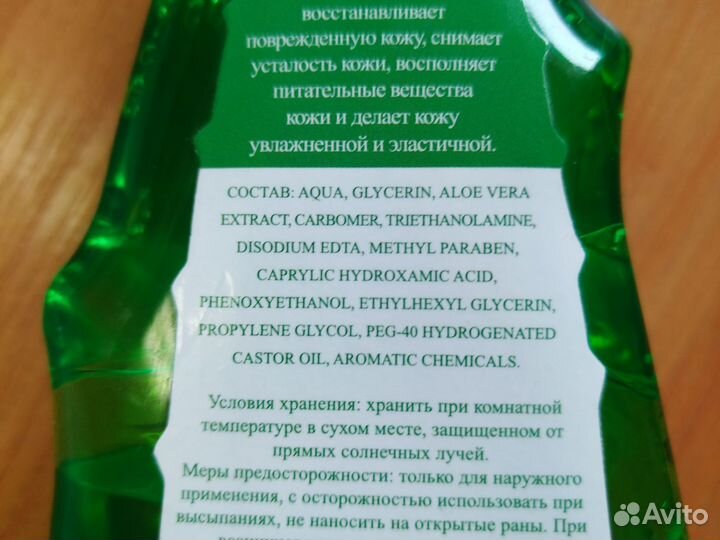 восстанавливает
поврежденную кожу, снимает
усталость кожи, восполняет
питательные вещества
кожи и делает кожу
увлажненной и эластичной.
СОСТАВ: AQUA, GLYCERIN, ALOE VERA
EXTRACT, CARBOMER, TRIETHANOLAMINE,
DISODIUM EDTA, METHYL PARABEN,
CAPRYLIC HYDROXAMIC ACID,
PHENOXYETHANOL, ETHYLHEXYL GLYCERIN,
PROPYLENE GLYCOL, PEG-40 HYDROGENATED
CASTOR OIL, AROMATIC CHEMICALS.
Условия хранения: хранить при комнатной
температуре в сухом месте, защищенном от
прямых солнечных лучей.
Меры предосторожности: только для наружного
применения, с осторожностью использовать при
высыпаниях, не наносить на открытые раны. При
Avito